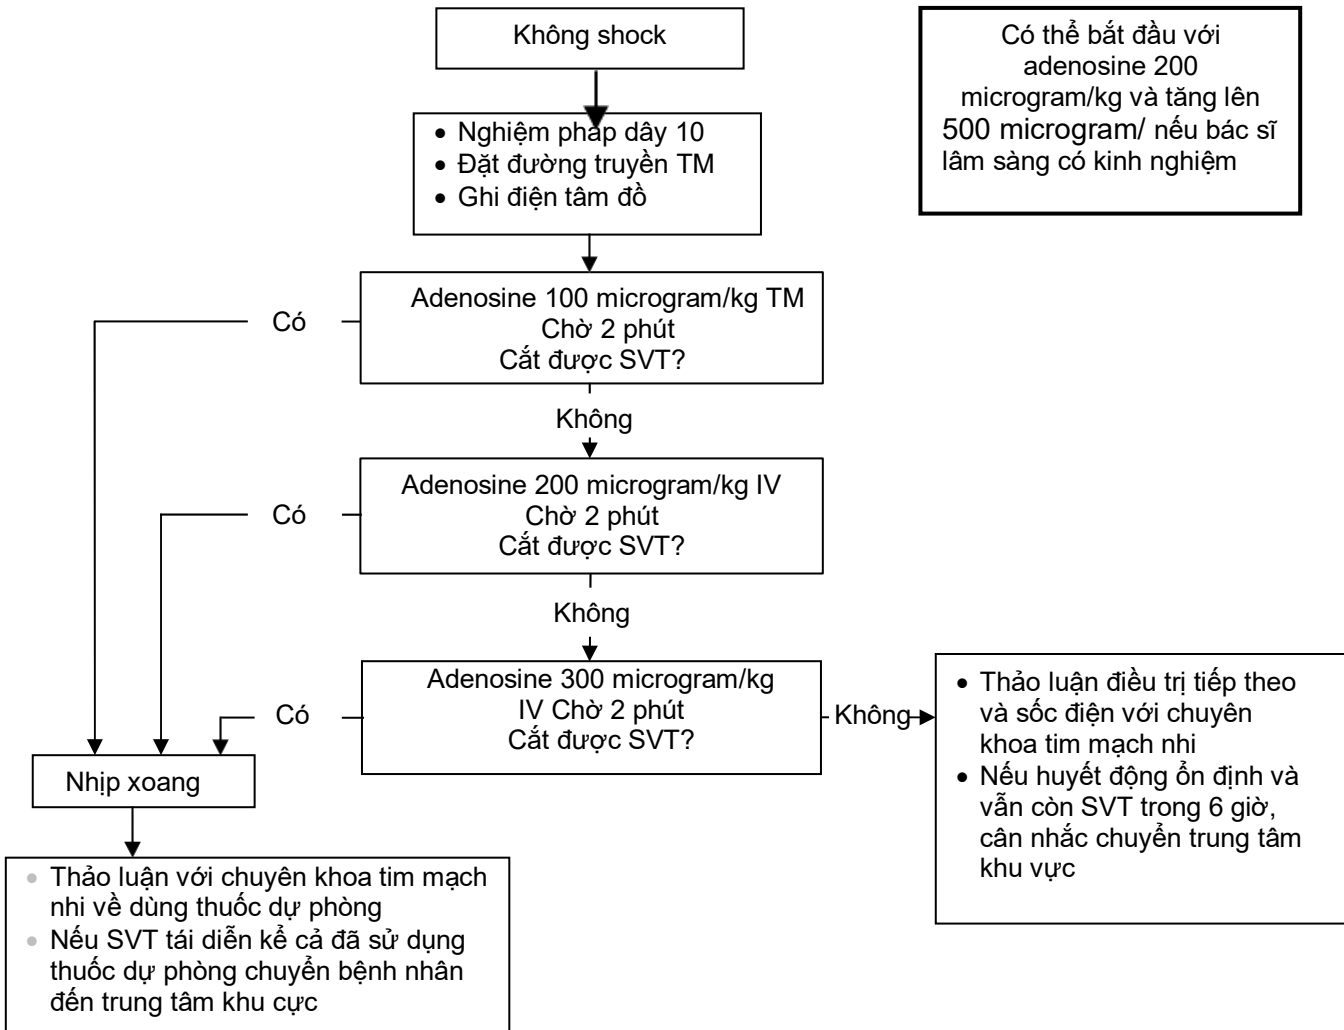 Không shock
Có thể bắt đầu với
adenosine 200
microgram/kg và tăng lên
500 microgram/ nếu bác sĩ
lâm sàng có kinh nghiệm
• Nghiệm pháp dây 10
• Đặt đường truyền TM
• Ghi điện tâm đồ
Adenosine 100 microgram/kg TM
Chờ 2 phút
Cắt được SVT?
Có
Không
Adenosine 200 microgram/kg IV
Chờ 2 phút
Cắt được SVT?
Có
Không
Adenosine 300 microgram/kg
IV Chờ 2 phút
Cắt được SVT?
Có
Không
• Thảo luận điều trị tiếp theo
và sốc điện với chuyên
khoa tim mạch nhi
• Nếu huyết động ổn định và
vẫn còn SVT trong 6 giờ,
cân nhắc chuyển trung tâm
khu vực
Nhịp xoang
• Thảo luận với chuyên khoa tim mạch
nhi về dùng thuốc dự phòng
• Nếu SVT tái diễn kể cả đã sử dụng
thuốc dự phòng chuyển bệnh nhân
đến trung tâm khu cực